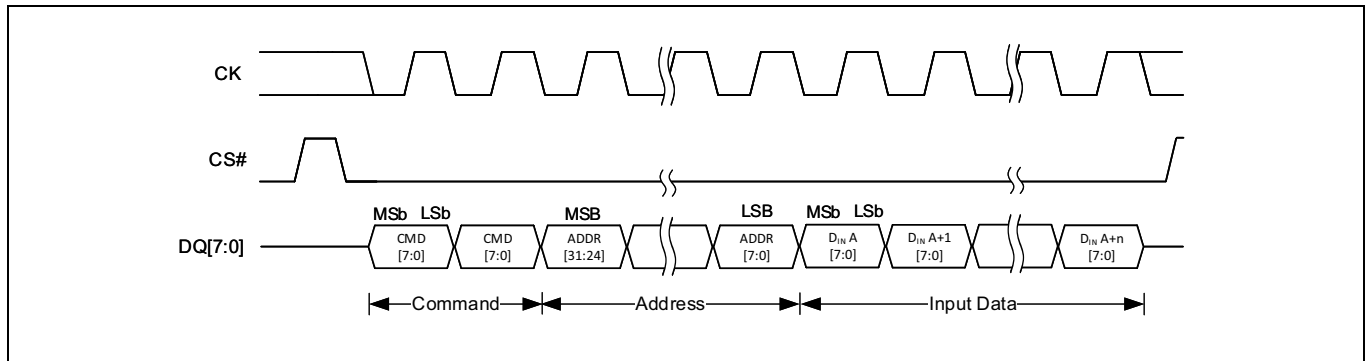 CK
CS#
MSb LSb MSB LSB MSb LSb
DQ[7:0] CMD [7:0] CMD [7:0] ADDR [31:24] ADDR [7:0] DIN A [7:0] DIN A+1 [7:0] DIN A+n [7:0]
Command Address Input Data